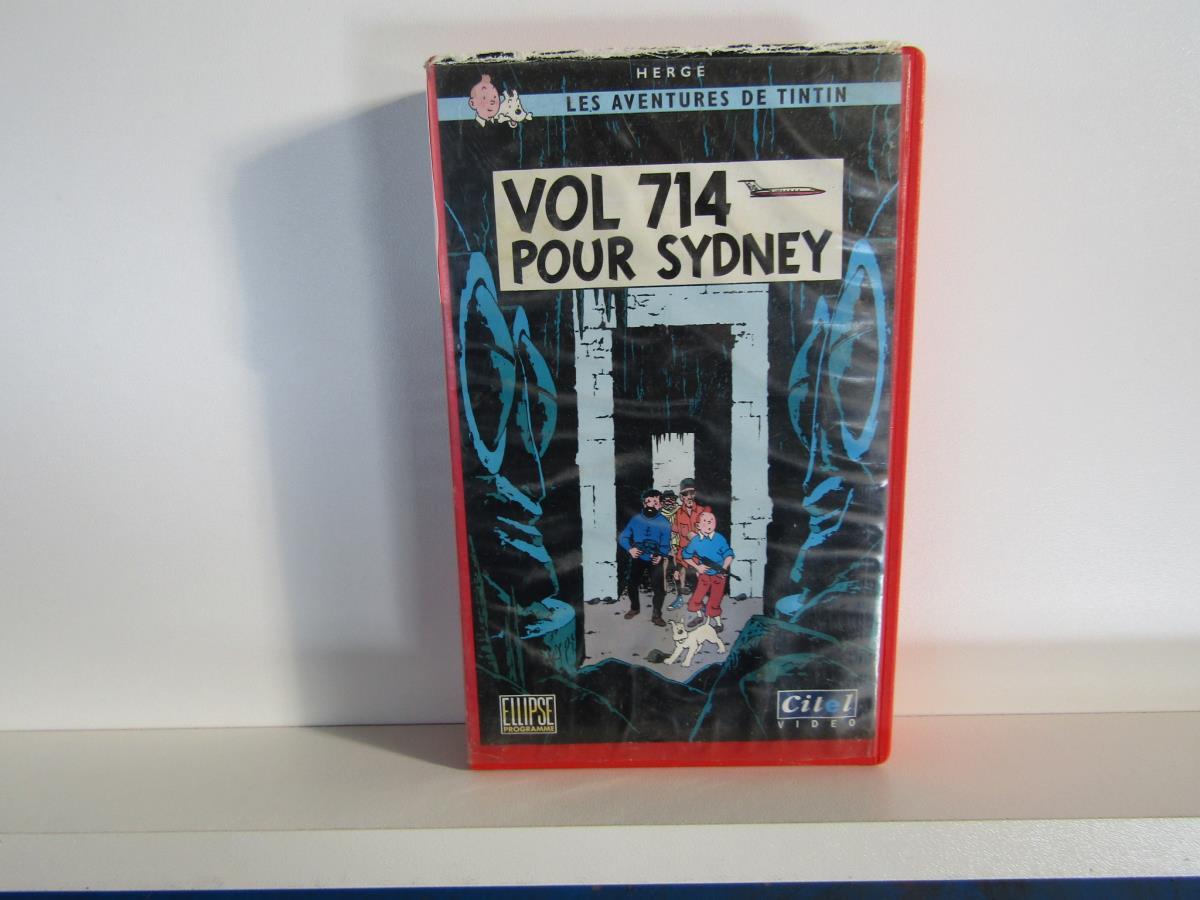 HERGÉ
LES AVENTURES DE TINTIN
VOL 714
POUR SYDNEY
ELLIPSE
PROGRAMME
Citel
VIDEO